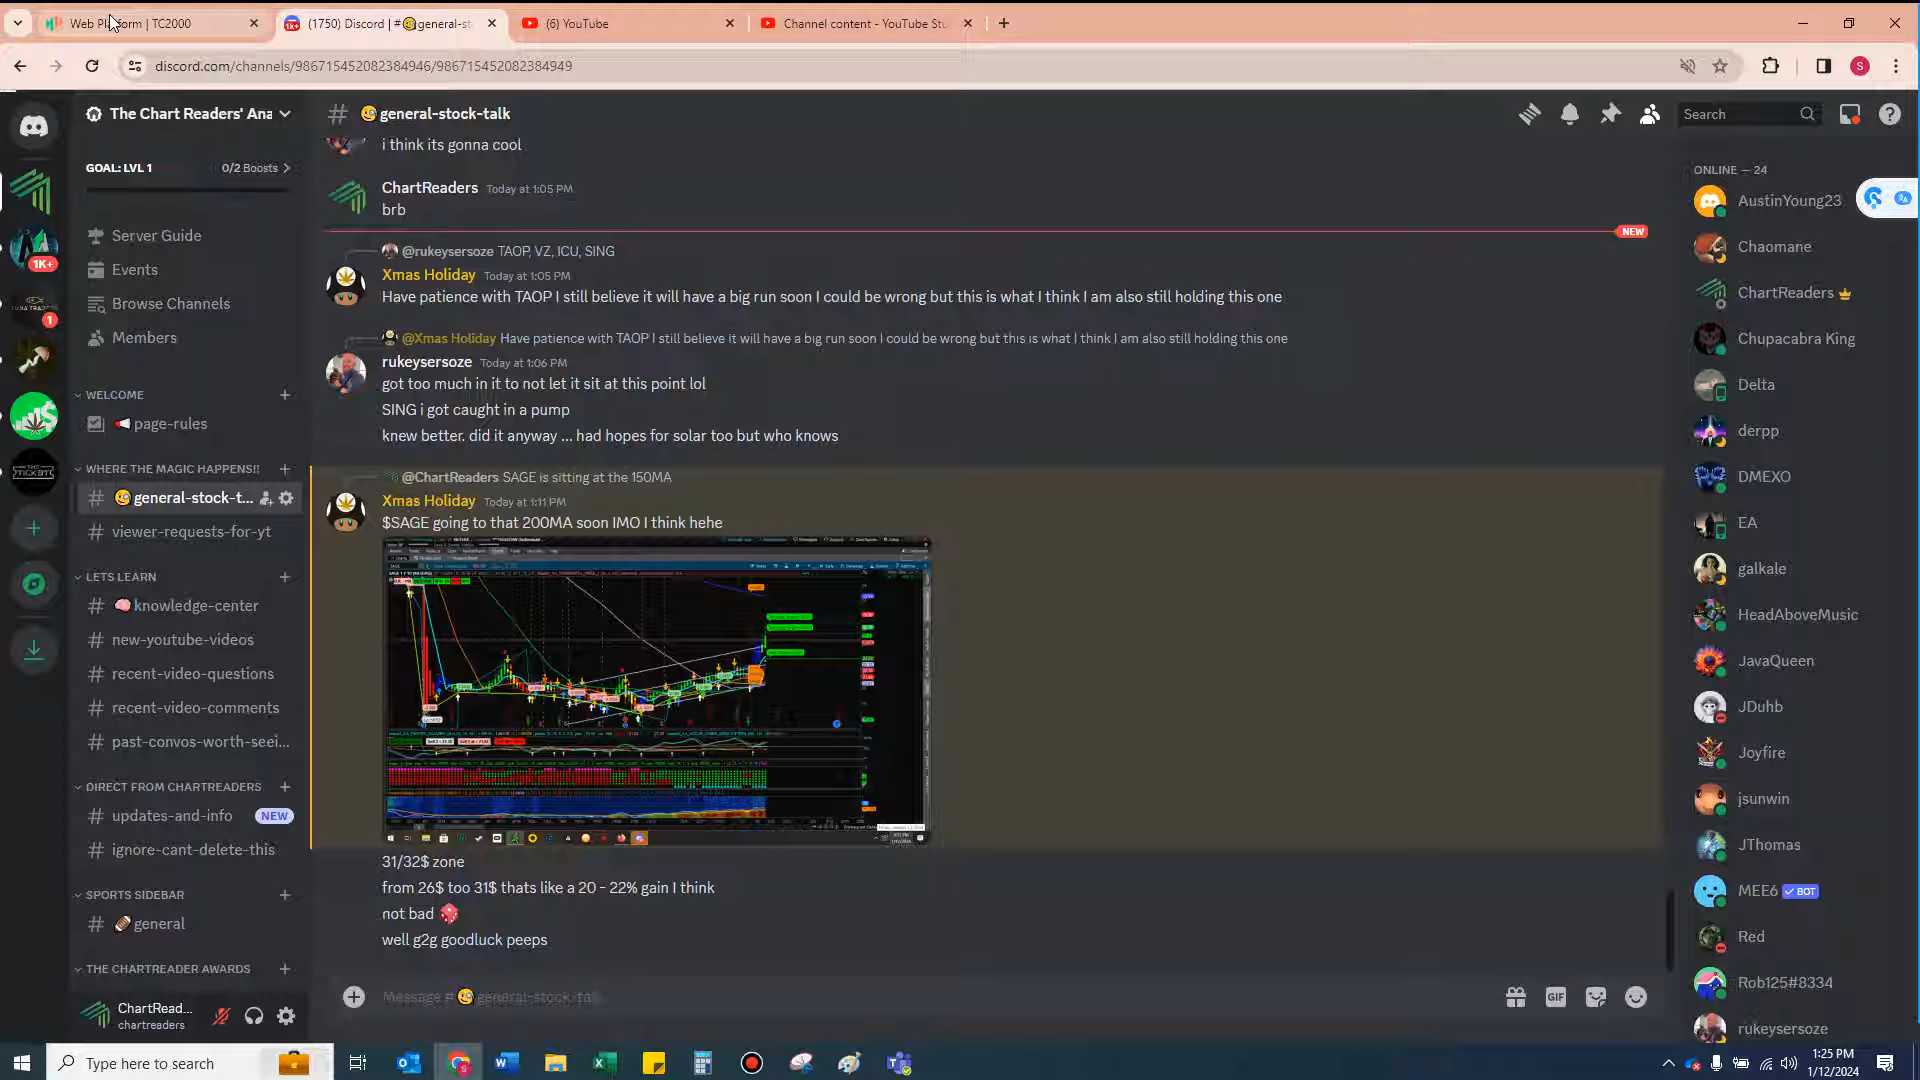 Web Platform | TC2000
(1750) Discord | #
general-st
(6) YouTube
Channel content - YouTube Stu
discord.com/channels/986715452082384946/986715452082384949
S
The Chart Readers' Ana
GOAL: LVL 1
0/2 Boosts
Server Guide
Events
Browse Channels
Members
WELCOME
page-rules
WHERE THE MAGIC HAPPENS!!
general-stock-t...
viewer-requests-for-yt
LETS LEARN
knowledge-center
new-youtube-videos
recent-video-questions
recent-video-comments
past-convos-worth-seei...
DIRECT FROM CHARTREADERS
updates-and-info
NEW
ignore-cant-delete-this
SPORTS SIDEBAR
general
THE CHARTREADER AWARDS
ChartRead...
chartreaders
1K+
1
general-stock-talk
Search
i think its gonna cool
ChartReaders Today at 1:05 PM
brb
NEW
@rukeysersoze TAOP, VZ, ICU, SING
Xmas Holiday Today at 1:05 PM
Have patience with TAOP I still believe it will have a big run soon I could be wrong but this is what I think I am also still holding this one
@Xmas Holiday Have patience with TAOP I still believe it will have a big run soon I could be wrong but this is what I think I am also still holding this one
rukeysersoze Today at 1:06 PM
got too much in it to not let it sit at this point lol
SING i got caught in a pump
knew better. did it anyway ... had hopes for solar too but who knows
@ChartReaders SAGE is sitting at the 150MA
Xmas Holiday Today at 1:11 PM
$SAGE going to that 200MA soon IMO I think hehe
31/32$ zone
from 26$ too 31$ thats like a 20 - 22% gain I think
not bad
well g2g goodluck peeps
Message #
general-stock-tal
GIF
ONLINE — 24
AustinYoung23
Chaomane
ChartReaders
Chupacabra King
Delta
derpp
DMEXO
EA
galkale
HeadAboveMusic
JavaQueen
JDuhb
Joyfire
jsunwin
JThomas
MEE6 BOT
Red
Rob125#8334
rukeysersoze
Type here to search
1:25 PM
1/12/2024